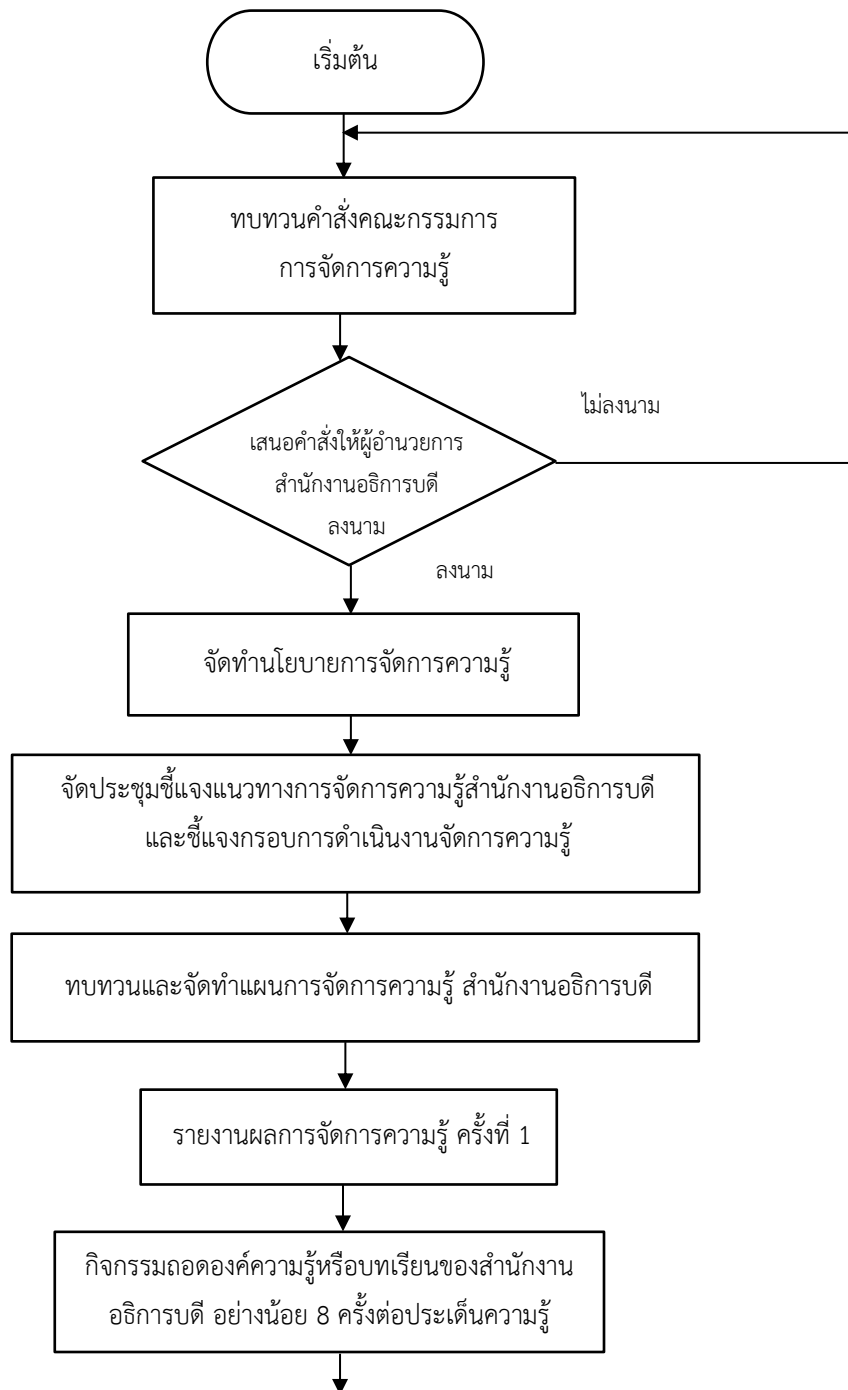 เริ่มต้น
ทบทวนคำสั่งคณะกรรมการ
การจัดการความรู้
ไม่ลงนาม
เสนอคำสั่งให้ผู้อำนวยการ
สำนักงานอธิการบดี
ลงนาม
ลงนาม
จัดทำนโยบายการจัดการความรู้
จัดประชุมชี้แจงแนวทางการจัดการความรู้สำนักงานอธิการบดี
และชี้แจงกรอบการดำเนินงานจัดการความรู้
ทบทวนและจัดทำแผนการจัดการความรู้ สำนักงานอธิการบดี
รายงานผลการจัดการความรู้ ครั้งที่ 1
กิจกรรมถอดองค์ความรู้หรือบทเรียนของสำนักงาน
อธิการบดี อย่างน้อย 8 ครั้งต่อประเด็นความรู้